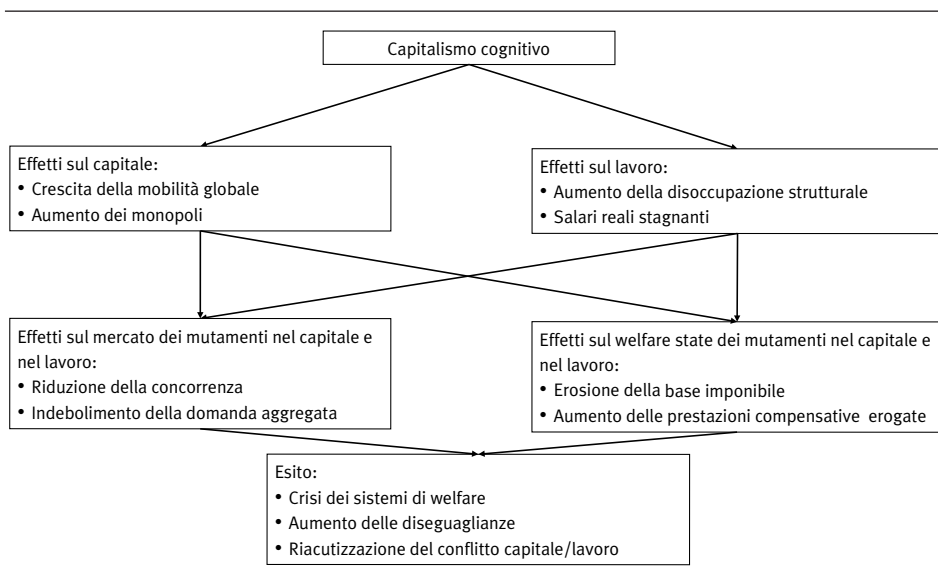 Capitalismo cognitivo
Effetti sul capitale:
• Crescita della mobilità globale
• Aumento dei monopoli
Effetti sul lavoro:
• Aumento della disoccupazione strutturale
• Salari reali stagnanti
Effetti sul mercato dei mutamenti nel capitale e
nel lavoro:
• Riduzione della concorrenza
• Indebolimento della domanda aggregata
Effetti sul welfare state dei mutamenti nel capitale e
nel lavoro:
• Erosione della base imponibile
• Aumento delle prestazioni compensative erogate
Esito:
• Crisi dei sistemi di welfare
• Aumento delle diseguaglianze
• Riacutizzazione del conflitto capitale/lavoro